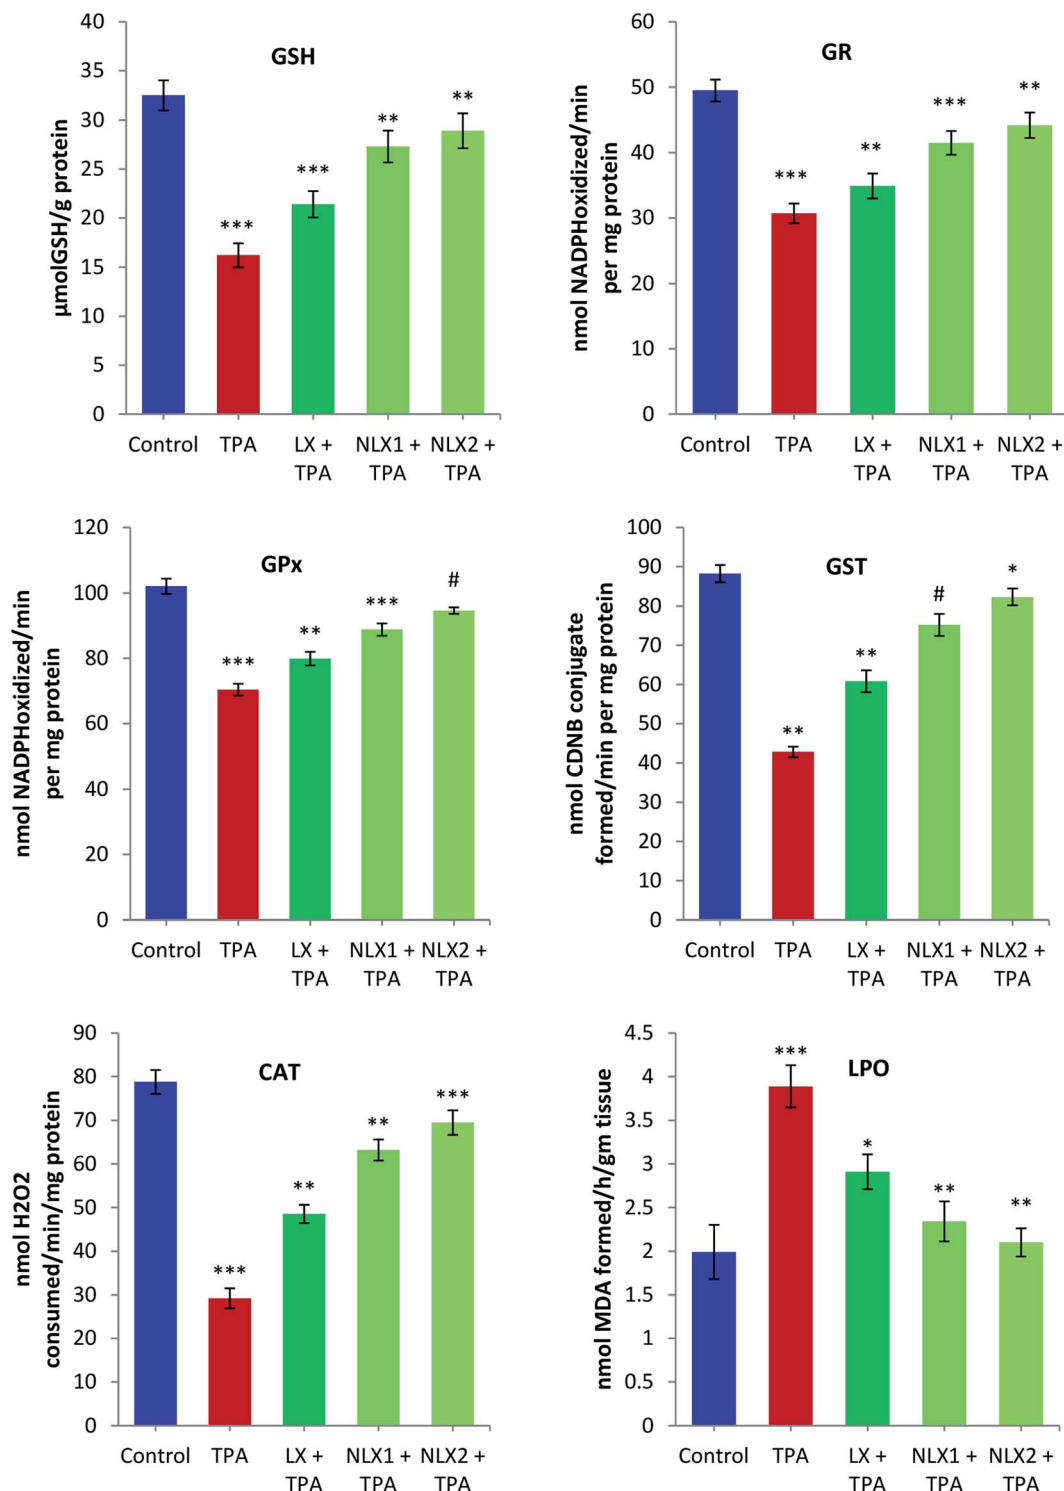 GSH
µmolGSH/g protein
40
35
30
25
20
15
10
5
0
***
***
**
**
Control
TPA
LX +
TPA
NLX1 +
TPA
NLX2 +
TPA
GR
nmol NADPHoxidized/min
per mg protein
60
50
40
30
20
10
0
***
**
***
**
Control
TPA
LX +
TPA
NLX1 +
TPA
NLX2 +
TPA
GPx
nmol NADPHoxidized/min
per mg protein
120
100
80
60
40
20
0
***
**
***
#
Control
TPA
LX +
TPA
NLX1 +
TPA
NLX2 +
TPA
GST
nmol CDNB conjugate
formed/min per mg protein
100
90
80
70
60
50
40
30
20
10
0
**
**
#
*
Control
TPA
LX +
TPA
NLX1 +
TPA
NLX2 +
TPA
CAT
nmol H2O2
consumed/min/mg protein
90
80
70
60
50
40
30
20
10
0
***
**
**
***
Control
TPA
LX +
TPA
NLX1 +
TPA
NLX2 +
TPA
LPO
nmol MDA formed/h/gm tissue
4.5
4
3.5
3
2.5
2
1.5
1
0.5
0
***
*
**
**
Control
TPA
LX +
TPA
NLX1 +
TPA
NLX2 +
TPA